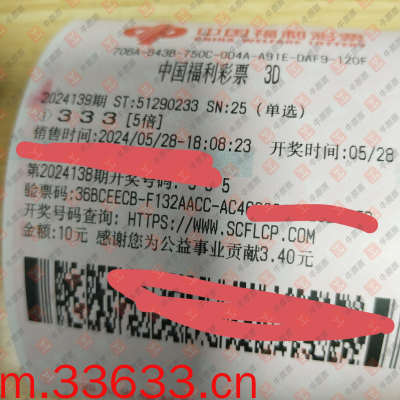 中国福利彩票
CHINA WELFARE LOTTERY
70BA-B43B-750C-0D4A-A91E-DAF9-120F
中国福利彩票 3D
2024139期 ST:51290233 SN:25 (单选)
① 3 3 3 [5倍]
销售时间:2024/05/28-18:08:23 开奖时间:05/28
第2024138期开奖号码: 5
验票码:36BCEECB-F132AACC-AC4
开奖号码查询: HTTPS://WWW.SCFLCP.COM
金额:10元 感谢您为公益事业贡献3.40元
m.33633.cn